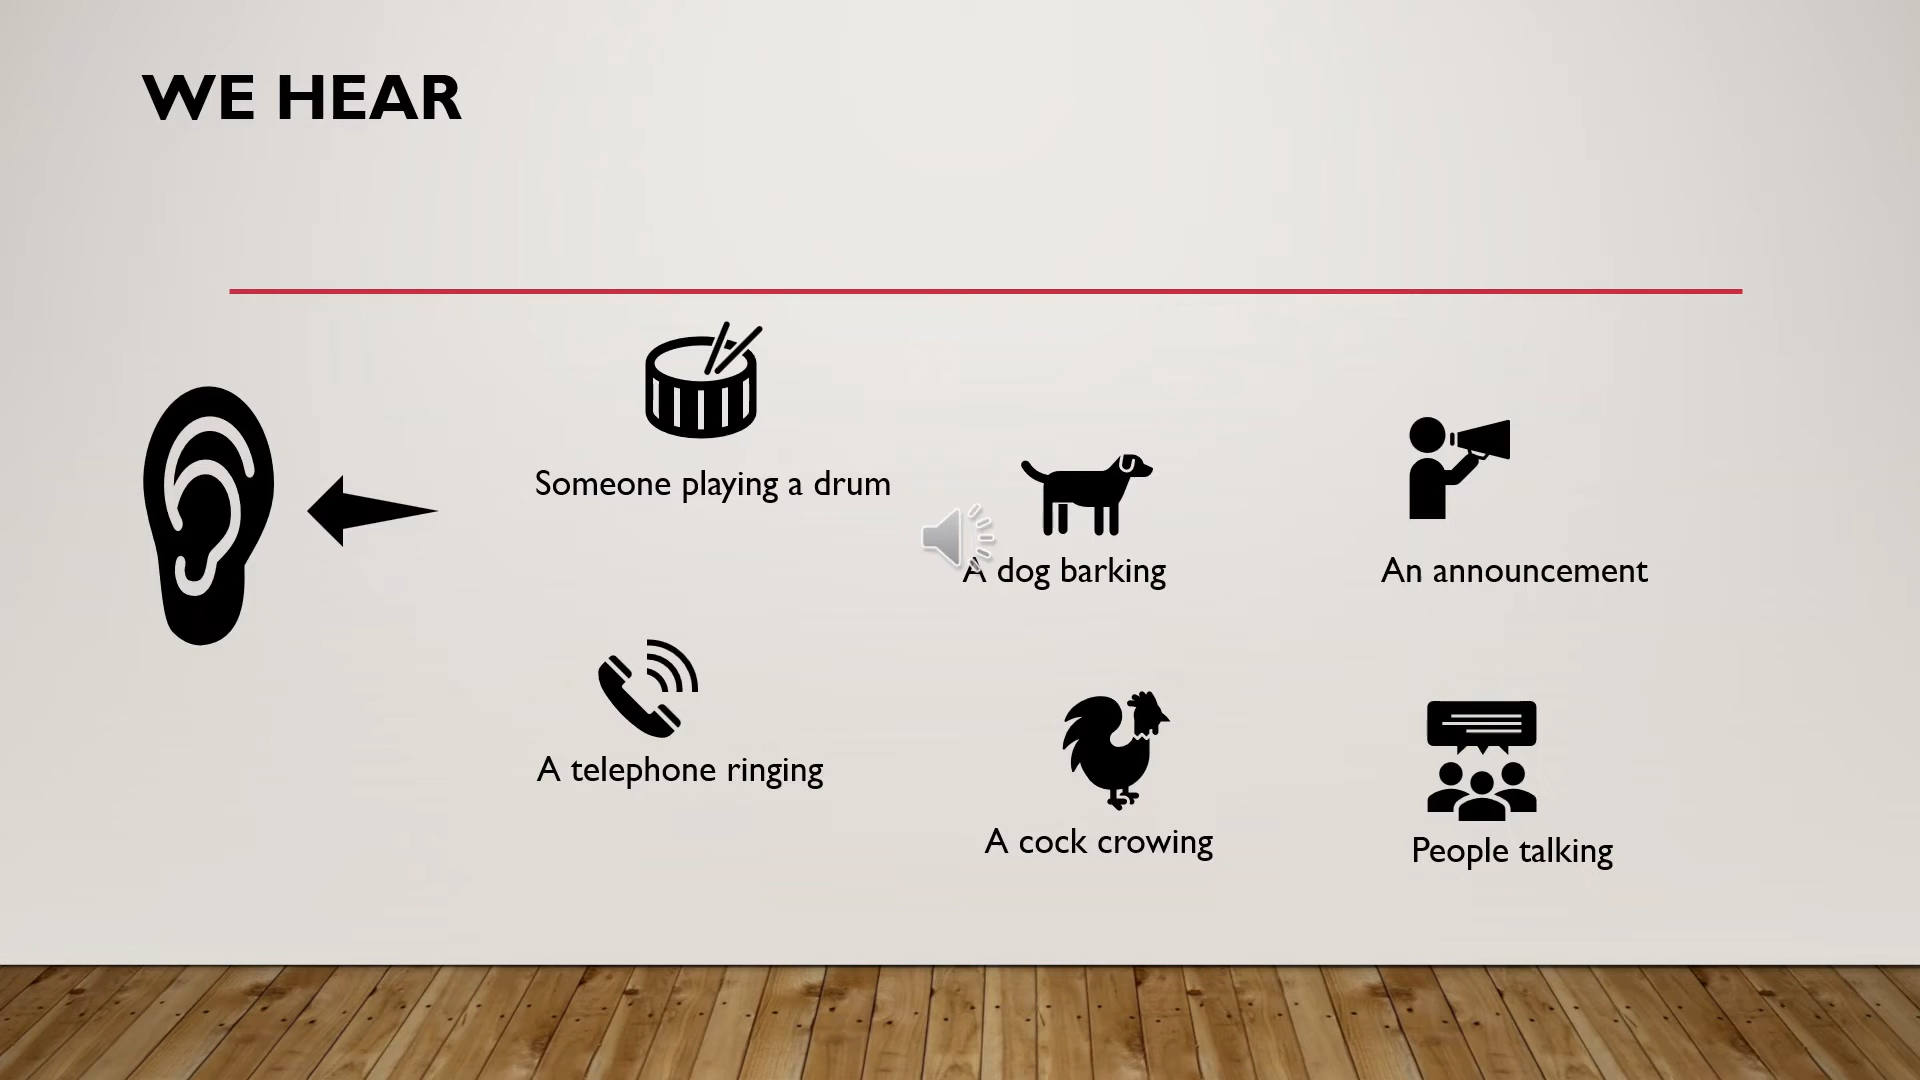 WE HEAR
Someone playing a drum
A dog barking
An announcement
A telephone ringing
A cock crowing
People talking